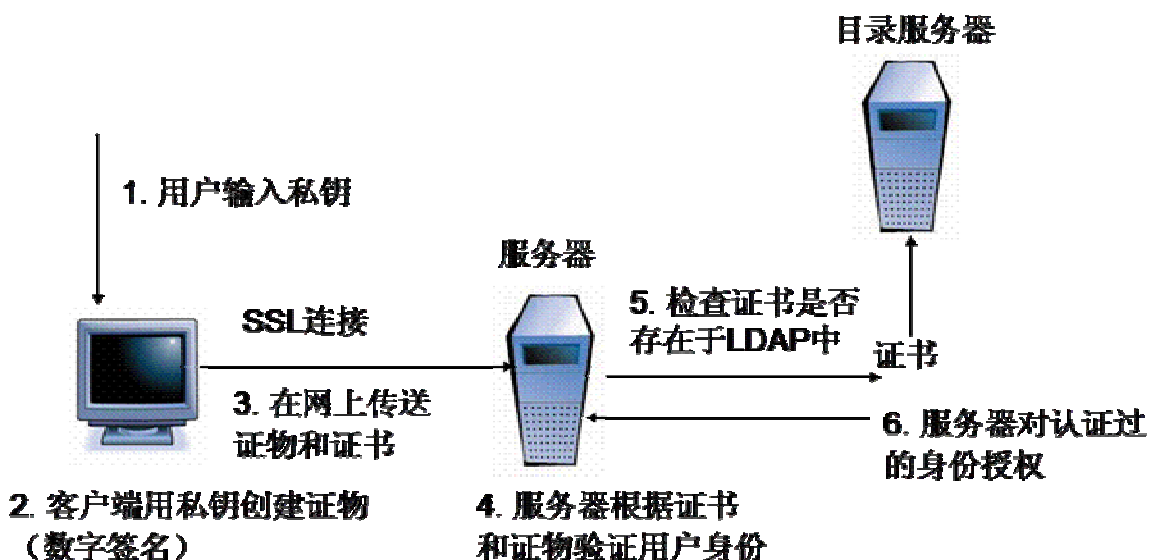 目录服务器
1. 用户输入私钥
服务器
SSL连接
3. 在网上传送
证物和证书
5. 检查证书是否
存在于LDAP中
证书
6. 服务器对认证过
的身份授权
2. 客户端用私钥创建证物
（数字签名）
4. 服务器根据证书
和证物验证用户身份